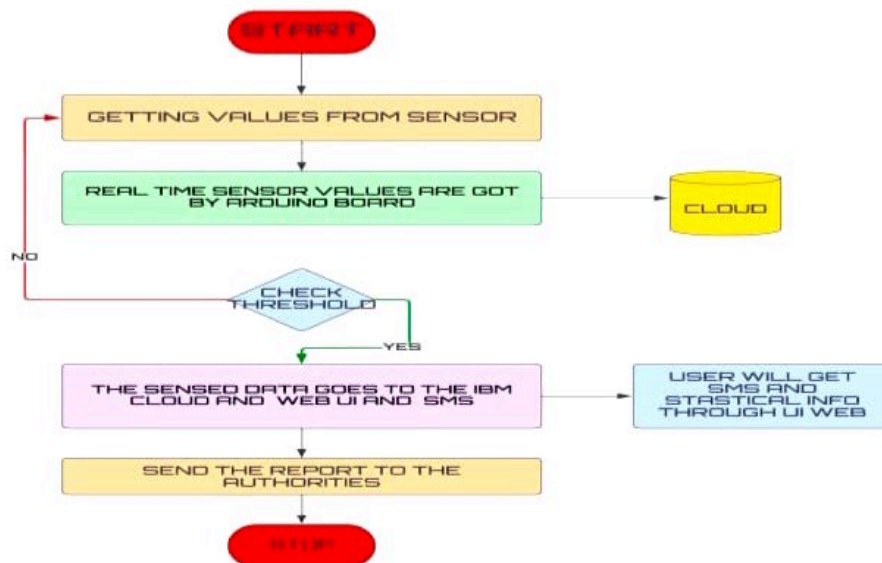 START
GETTING VALUES FROM SENSOR
REAL TIME SENSOR VALUES ARE GOT
BY ARDUINO BOARD
CLOUD
NO
CHECK
THRESHOLD
YES
THE SENSED DATA GOES TO THE IBM
CLOUD AND WEB UI AND SMS
USER WILL GET
SMS AND
STASTICAL INFO
THROUGH UI WEB
SEND THE REPORT TO THE
AUTHORITIES
STOP